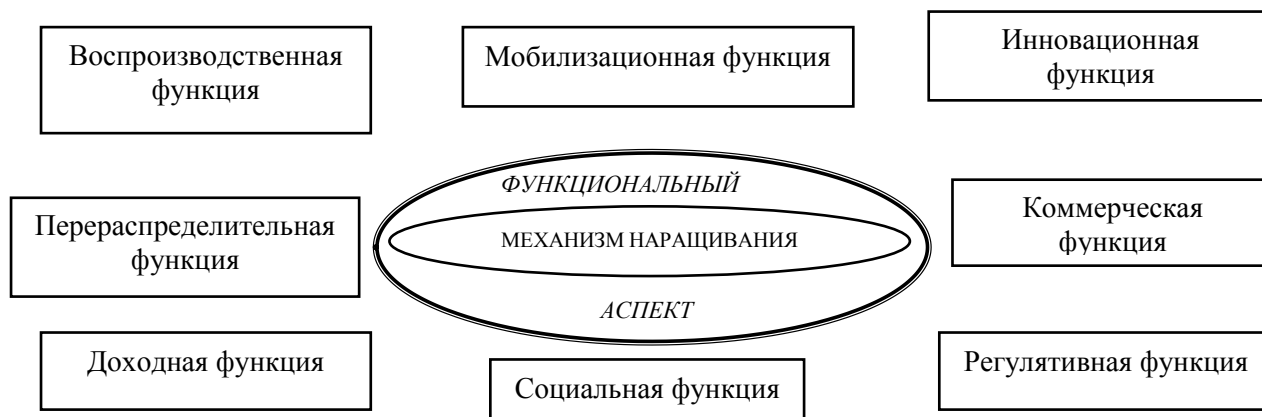 Воспроизводственная
функция
Мобилизационная функция
Инновационная
функция
ФУНКЦИОНАЛЬНЫЙ
Перераспределительная
функция
МЕХАНИЗМ НАРАЩИВАНИЯ
Коммерческая
функция
АСПЕКТ
Доходная функция
Социальная функция
Регулятивная функция